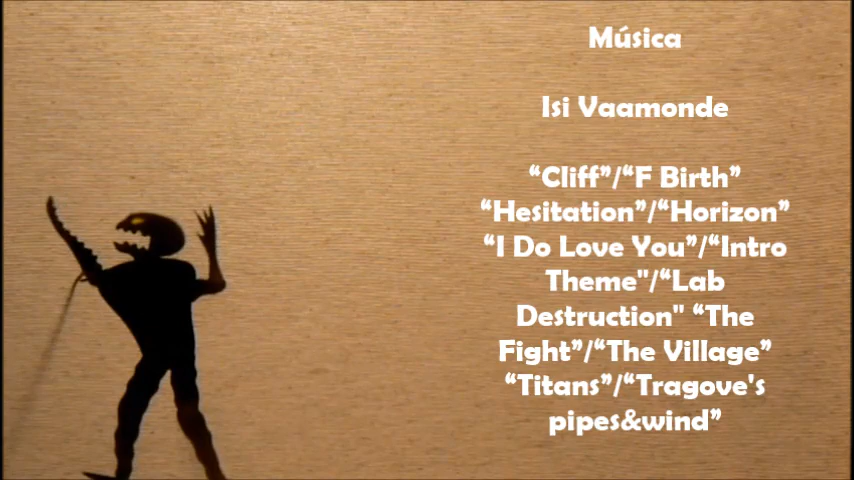 Música
Isi Vaamonde
“Cliff”/“F Birth”
“Hesitation”/“Horizon”
“I Do Love You”/“Intro
Theme"/“Lab
Destruction" “The
Fight”/“The Village”
“Titans”/“Tragove's
pipes&wind”